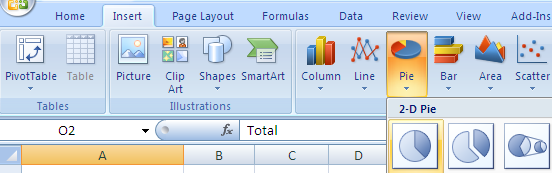 Home Insert Page Layout Formulas Data Review View Add-Ins
PivotTable Table Picture Clip Art Shapes SmartArt Column Line Pie Bar Area Scatter
Tables Illustrations
2-D Pie
O2 fx Total
A B C D